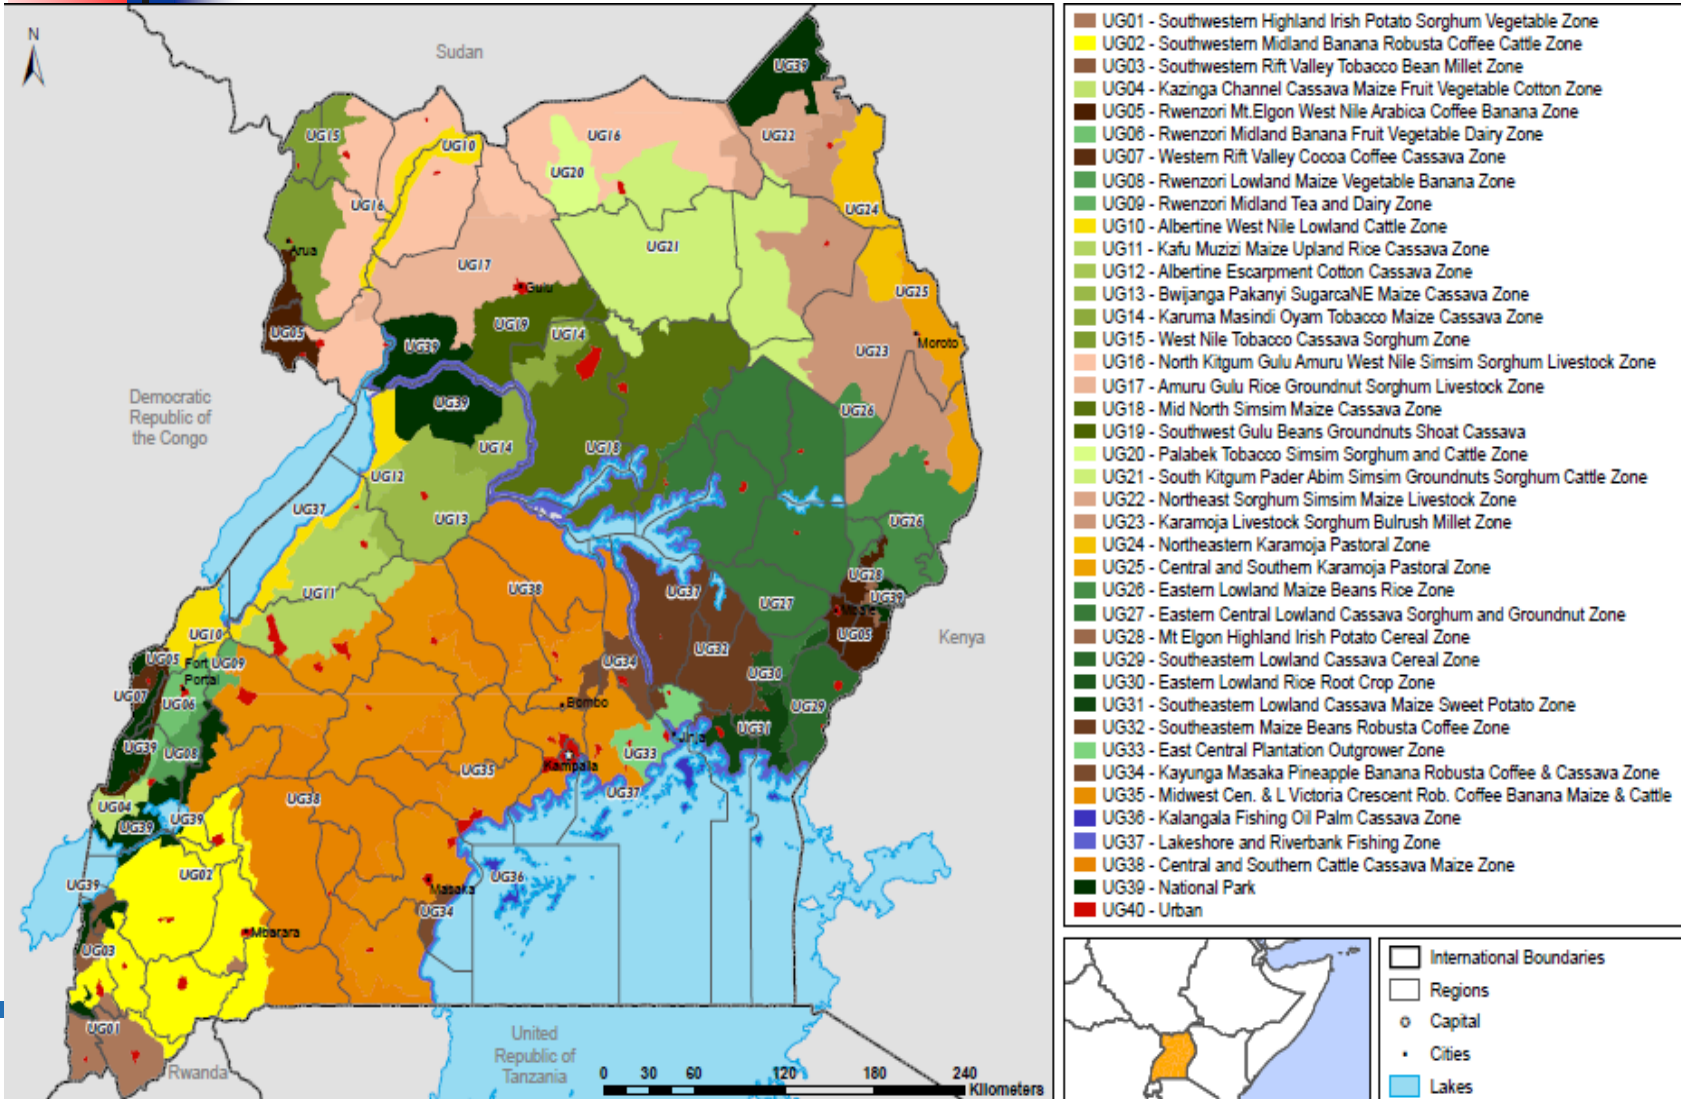 N
Sudan
UG39
UG15
UG10
UG16
UG22
UG20
UG16
UG24
Arua
UG21
UG17
UG25
Gulu
UG05
UG19
UG14
Moroto
UG39
UG23
Democratic
Republic of
the Congo
UG39
UG26
UG14
UG18
UG12
UG37
UG13
UG26
UG28
UG38
UG37
UG39
UG11
UG27
UG10
UG05
Kenya
UG32
UG05
UG09
Fort
Portal
UG34
UG30
UG07
UG06
Bombo
UG29
UG31
UG39
UG08
Jinja
UG33
Kampala
UG35
UG37
UG38
UG04
UG39
UG39
UG02
UG36
UG39
Masaka
UG34
Mbarara
UG03
UG01
Rwanda
United
Republic of
Tanzania
0 30 60 120 180 240
Kilometers
UG01 - Southwestern Highland Irish Potato Sorghum Vegetable Zone
UG02 - Southwestern Midland Banana Robusta Coffee Cattle Zone
UG03 - Southwestern Rift Valley Tobacco Bean Millet Zone
UG04 - Kazinga Channel Cassava Maize Fruit Vegetable Cotton Zone
UG05 - Rwenzori Mt.Elgon West Nile Arabica Coffee Banana Zone
UG06 - Rwenzori Midland Banana Fruit Vegetable Dairy Zone
UG07 - Western Rift Valley Cocoa Coffee Cassava Zone
UG08 - Rwenzori Lowland Maize Vegetable Banana Zone
UG09 - Rwenzori Midland Tea and Dairy Zone
UG10 - Albertine West Nile Lowland Cattle Zone
UG11 - Kafu Muzizi Maize Upland Rice Cassava Zone
UG12 - Albertine Escarpment Cotton Cassava Zone
UG13 - Bwijanga Pakanyi SugarcaNE Maize Cassava Zone
UG14 - Karuma Masindi Oyam Tobacco Maize Cassava Zone
UG15 - West Nile Tobacco Cassava Sorghum Zone
UG16 - North Kitgum Gulu Amuru West Nile Simsim Sorghum Livestock Zone
UG17 - Amuru Gulu Rice Groundnut Sorghum Livestock Zone
UG18 - Mid North Simsim Maize Cassava Zone
UG19 - Southwest Gulu Beans Groundnuts Shoat Cassava
UG20 - Palabek Tobacco Simsim Sorghum and Cattle Zone
UG21 - South Kitgum Pader Abim Simsim Groundnuts Sorghum Cattle Zone
UG22 - Northeast Sorghum Simsim Maize Livestock Zone
UG23 - Karamoja Livestock Sorghum Bulrush Millet Zone
UG24 - Northeastern Karamoja Pastoral Zone
UG25 - Central and Southern Karamoja Pastoral Zone
UG26 - Eastern Lowland Maize Beans Rice Zone
UG27 - Eastern Central Lowland Cassava Sorghum and Groundnut Zone
UG28 - Mt Elgon Highland Irish Potato Cereal Zone
UG29 - Southeastern Lowland Cassava Cereal Zone
UG30 - Eastern Lowland Rice Root Crop Zone
UG31 - Southeastern Lowland Cassava Maize Sweet Potato Zone
UG32 - Southeastern Maize Beans Robusta Coffee Zone
UG33 - East Central Plantation Outgrower Zone
UG34 - Kayunga Masaka Pineapple Banana Robusta Coffee & Cassava Zone
UG35 - Midwest Cen. & L Victoria Crescent Rob. Coffee Banana Maize & Cattle
UG36 - Kalangala Fishing Oil Palm Cassava Zone
UG37 - Lakeshore and Riverbank Fishing Zone
UG38 - Central and Southern Cattle Cassava Maize Zone
UG39 - National Park
UG40 - Urban
International Boundaries
Regions
Capital
Cities
Lakes